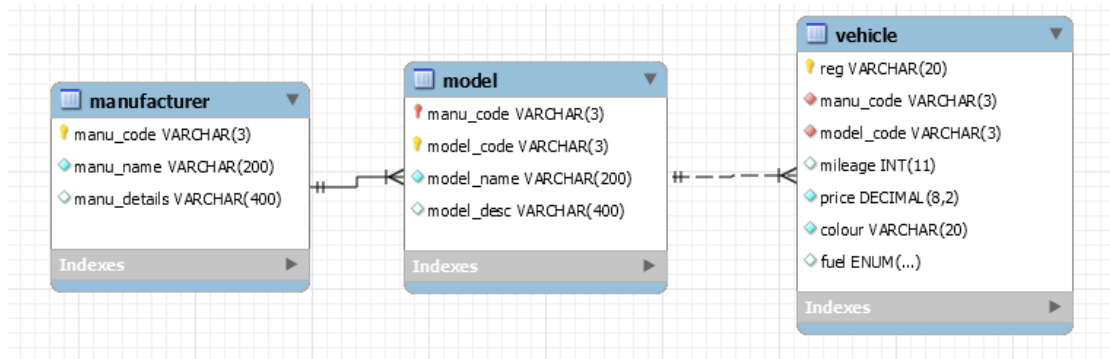 manufacturer
manu_code VARCHAR(3)
manu_name VARCHAR(200)
manu_details VARCHAR(400)
Indexes
model
manu_code VARCHAR(3)
model_code VARCHAR(3)
model_name VARCHAR(200)
model_desc VARCHAR(400)
Indexes
vehicle
reg VARCHAR(20)
manu_code VARCHAR(3)
model_code VARCHAR(3)
mileage INT(11)
price DECIMAL(8,2)
colour VARCHAR(20)
fuel ENUM(...)
Indexes